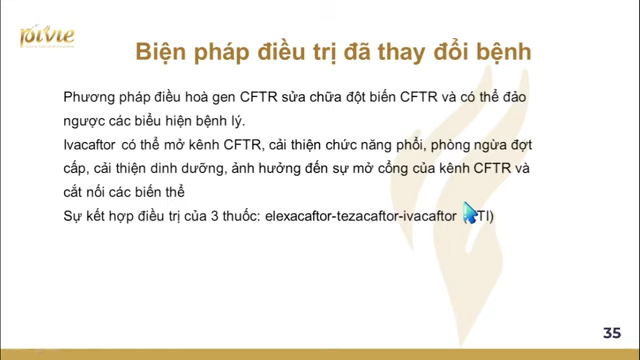 pivie
Biện pháp điều trị đã thay đổi bệnh
Phương pháp điều hoà gen CFTR sửa chữa đột biến CFTR và có thể đảo
ngược các biểu hiện bệnh lý.
Ivacaftor có thể mở kênh CFTR, cải thiện chức năng phổi, phòng ngừa đợt
cấp, cải thiện dinh dưỡng, ảnh hưởng đến sự mở cổng của kênh CFTR và
cắt nối các biến thể
Sự kết hợp điều trị của 3 thuốc: elexacaftor-tezacaftor-ivacaftor TI)
35